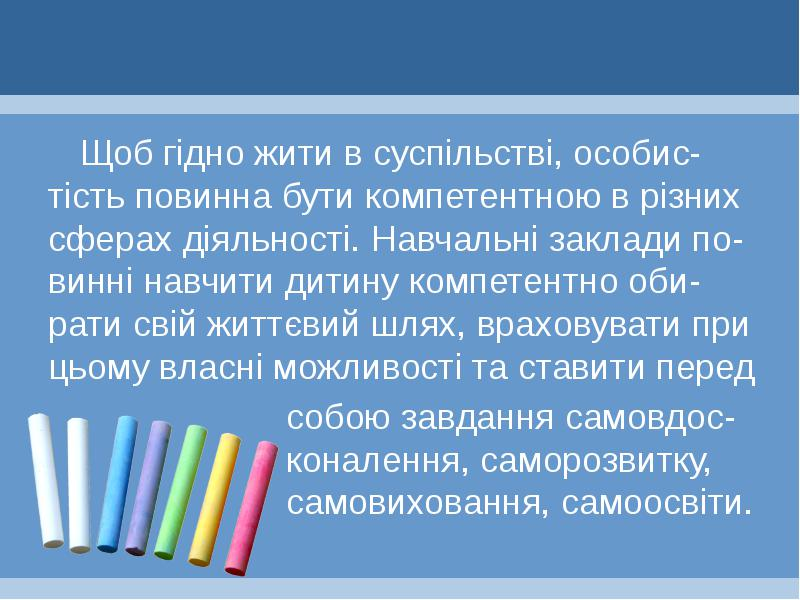 Щоб гідно жити в суспільстві, особис-
тість повинна бути компетентною в різних
сферах діяльності. Навчальні заклади по-
винні навчити дитину компетентно оби-
рати свій життєвий шлях, враховувати при
цьому власні можливості та ставити перед
собою завдання самовдос-
коналення, саморозвитку,
самовиховання, самоосвіти.